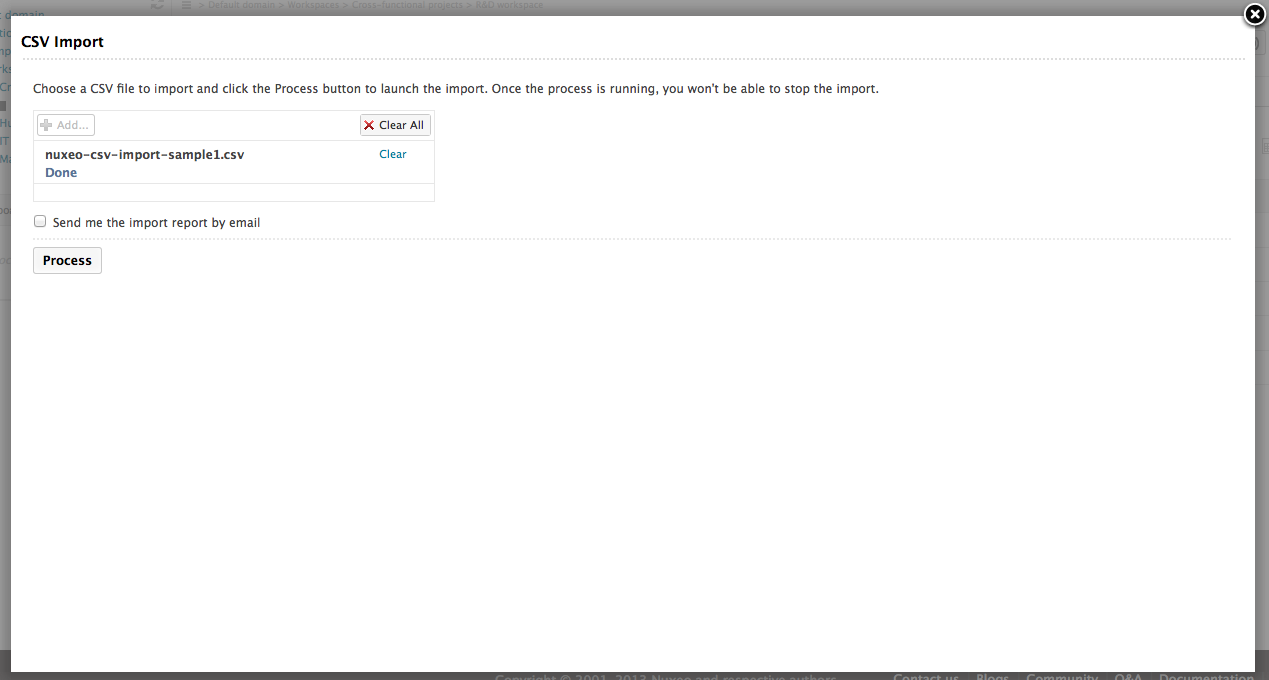 > Default domain > Workspaces > Cross-functional projects > R&D workspace
domain
CSV Import
Choose a CSV file to import and click the Process button to launch the import. Once the process is running, you won't be able to stop the import.
Add...
Clear All
nuxeo-csv-import-sample1.csv
Clear
Done
Send me the import report by email
Process
Copyright © 2001-2013 Nuxeo and respective authors
Contact us Blogs Community Q&A Documentation